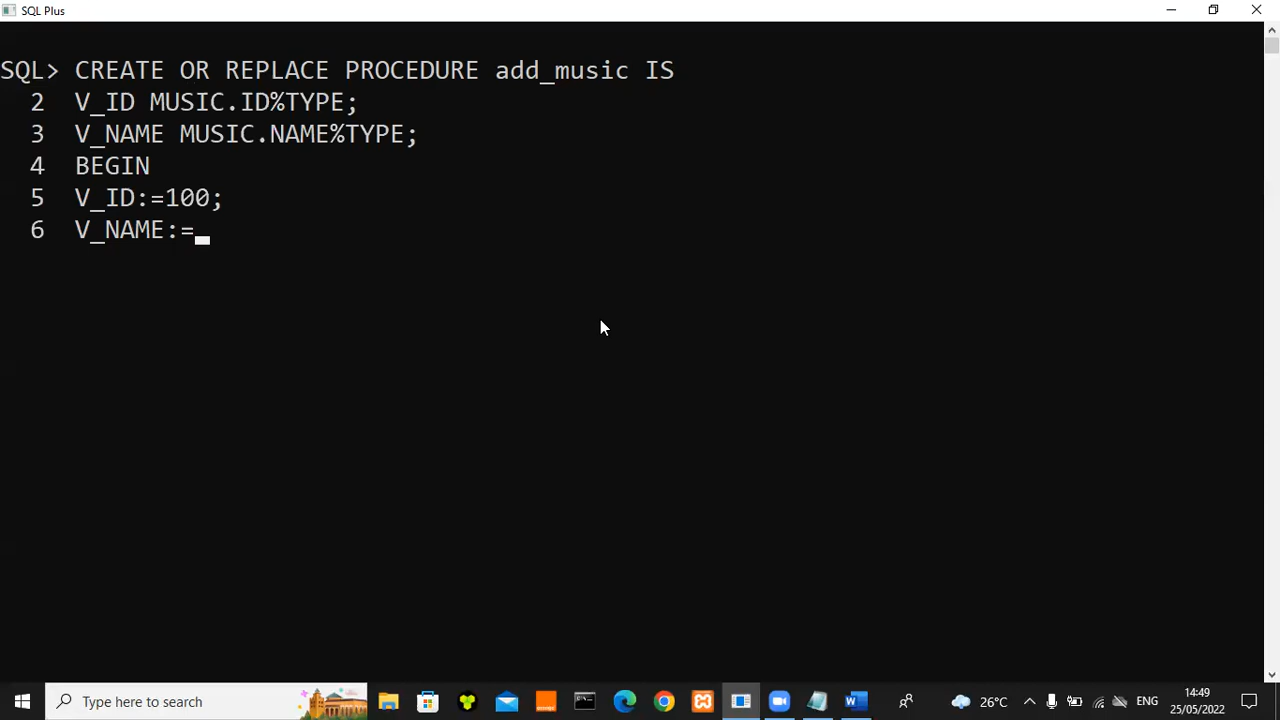 SQL Plus
SQL> CREATE OR REPLACE PROCEDURE add_music IS
2 V_ID MUSIC.ID%TYPE;
3 V_NAME MUSIC.NAME%TYPE;
4 BEGIN
5 V_ID:=100;
6 V_NAME:=
Type here to search
26°C
ENG
14:49
25/05/2022